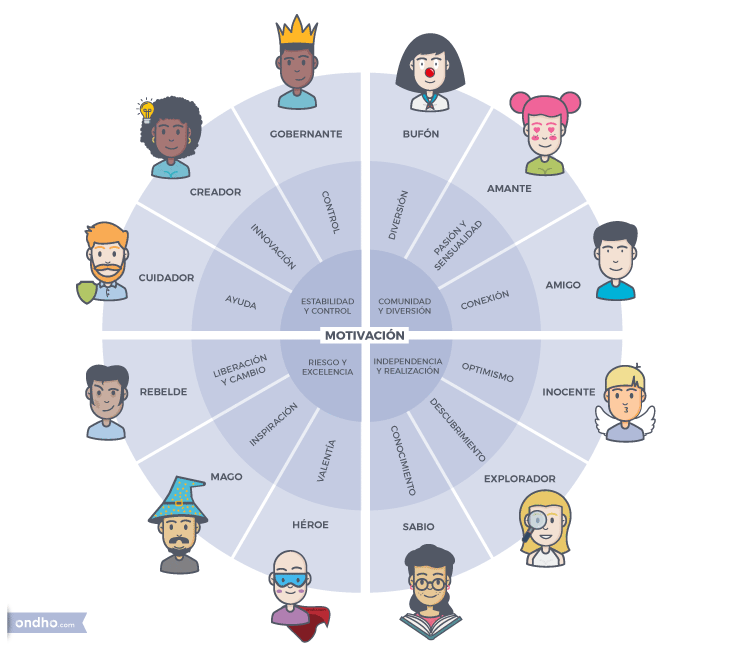 GOBERNANTE
BUFÓN
CREADOR
AMANTE
CONTROL
DIVERSIÓN
INNOVACIÓN
PASIÓN Y
SENSUALIDAD
CUIDADOR
AMIGO
AYUDA
CONEXIÓN
ESTABILIDAD
Y CONTROL
COMUNIDAD
Y DIVERSIÓN
MOTIVACIÓN
RIESGO Y
EXCELENCIA
INDEPENDENCIA
Y REALIZACIÓN
LIBERACIÓN
Y CAMBIO
OPTIMISMO
REBELDE
INOCENTE
INSPIRACIÓN
DESCUBRIMIENTO
VALENTÍA
CONOCIMIENTO
MAGO
EXPLORADOR
HÉROE
SABIO
ondho.com